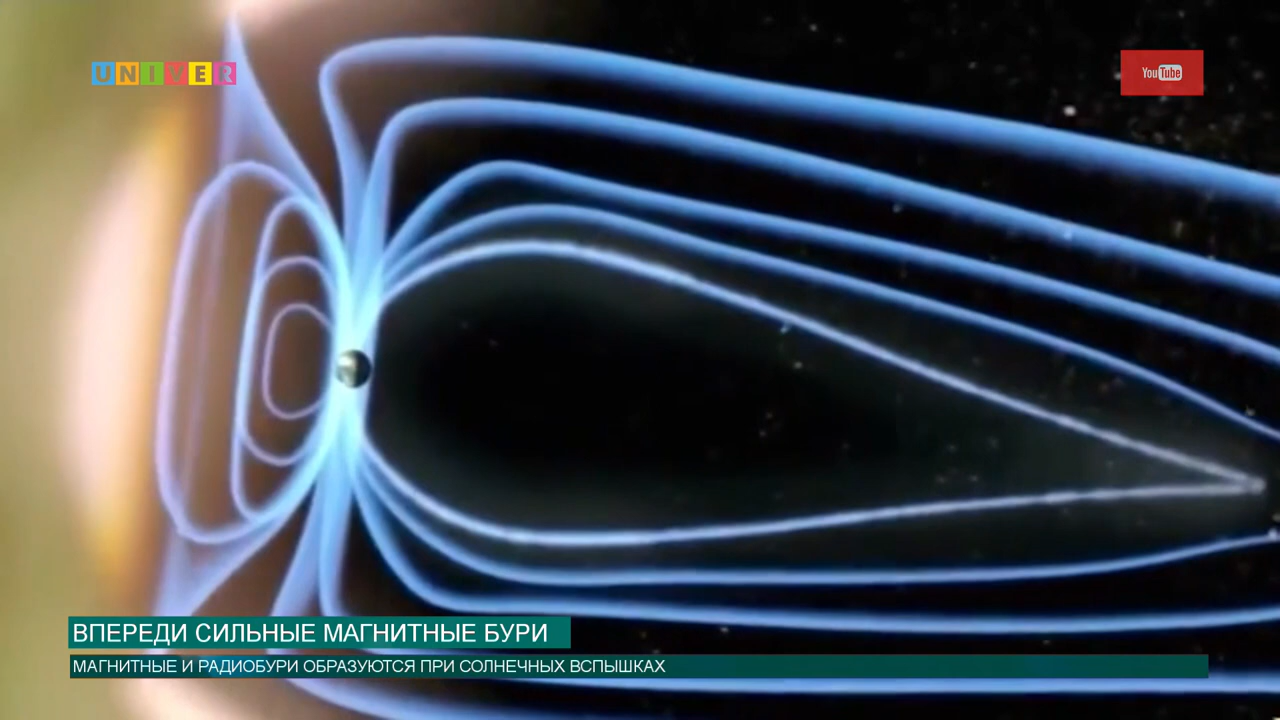 UNIVER
YouTube
ВПЕРЕДИ СИЛЬНЫЕ МАГНИТНЫЕ БУРИ
МАГНИТНЫЕ И РАДИОБУРИ ОБРАЗУЮТСЯ ПРИ СОЛНЕЧНЫХ ВСПЫШКАХ